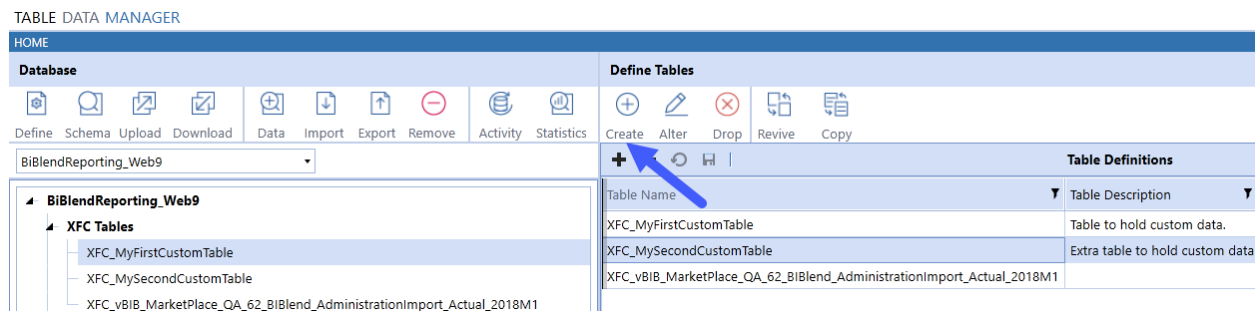 TABLE DATA MANAGER
HOME
Database
Define Schema Upload Download Data Import Export Remove Activity Statistics
BiBlendReporting_Web9
BiBlendReporting_Web9
XFC Tables
XFC_MyFirstCustomTable
XFC_MySecondCustomTable
XFC_vBIB_MarketPlace_QA_62_BIBlend_AdministrationImport_Actual_2018M1
Define Tables
Create Alter Drop Revive Copy
Table Definitions
Table Name Table Description
XFC_MyFirstCustomTable Table to hold custom data.
XFC_MySecondCustomTable Extra table to hold custom data
XFC_vBIB_MarketPlace_QA_62_BIBlend_AdministrationImport_Actual_2018M1